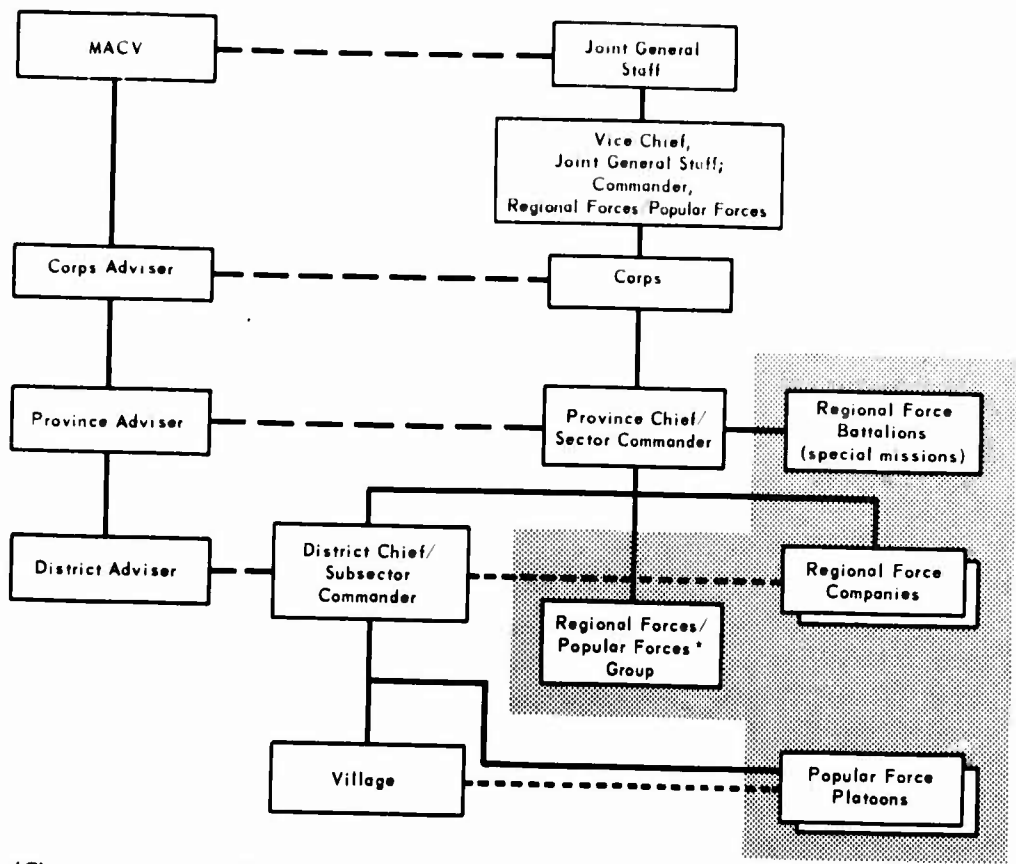 MACV
Joint General
Staff
Vice Chief,
Joint General Staff;
Commander,
Regional Forces/Popular Forces
Corps Adviser
Corps
Province Adviser
Province Chief/
Sector Commander
Regional Force
Battalions
(special missions)
District Adviser
District Chief/
Subsector
Commander
Regional Force
Companies
Regional Forces/
Popular Forces *
Group
Village
Popular Force
Platoons